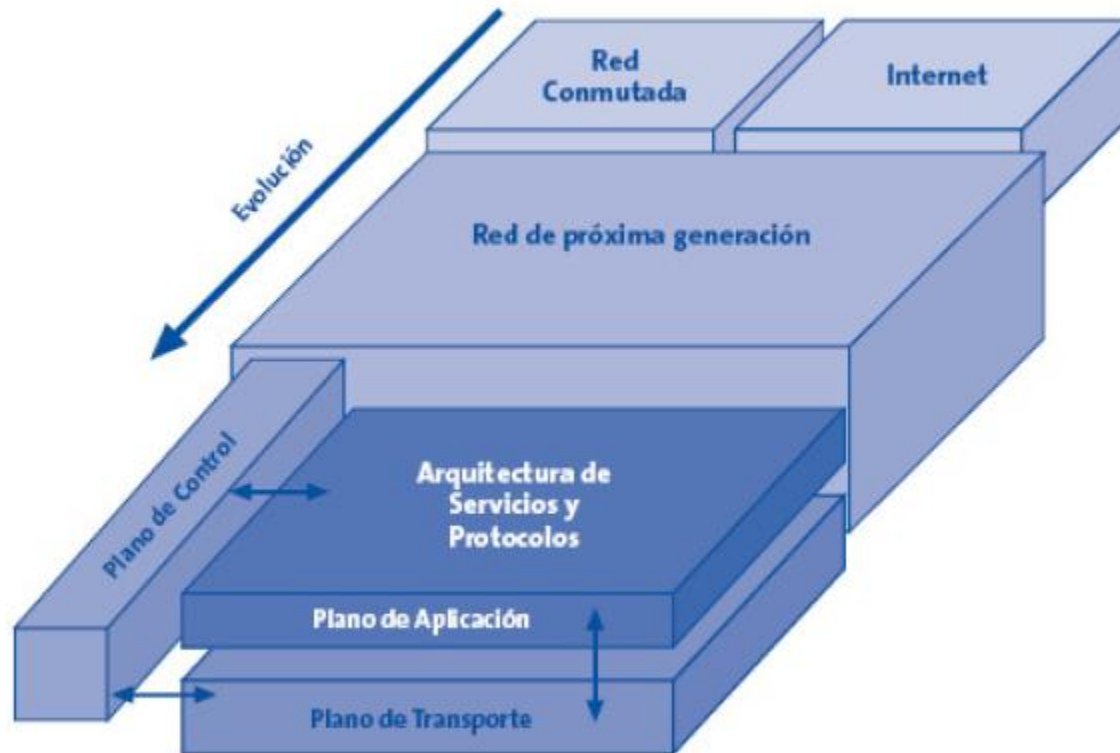 Red
Conmutada
Internet
Evolución
Red de próxima generación
Plano de Control
Arquitectura de
Servicios y
Protocolos
Plano de Aplicación
Plano de Transporte